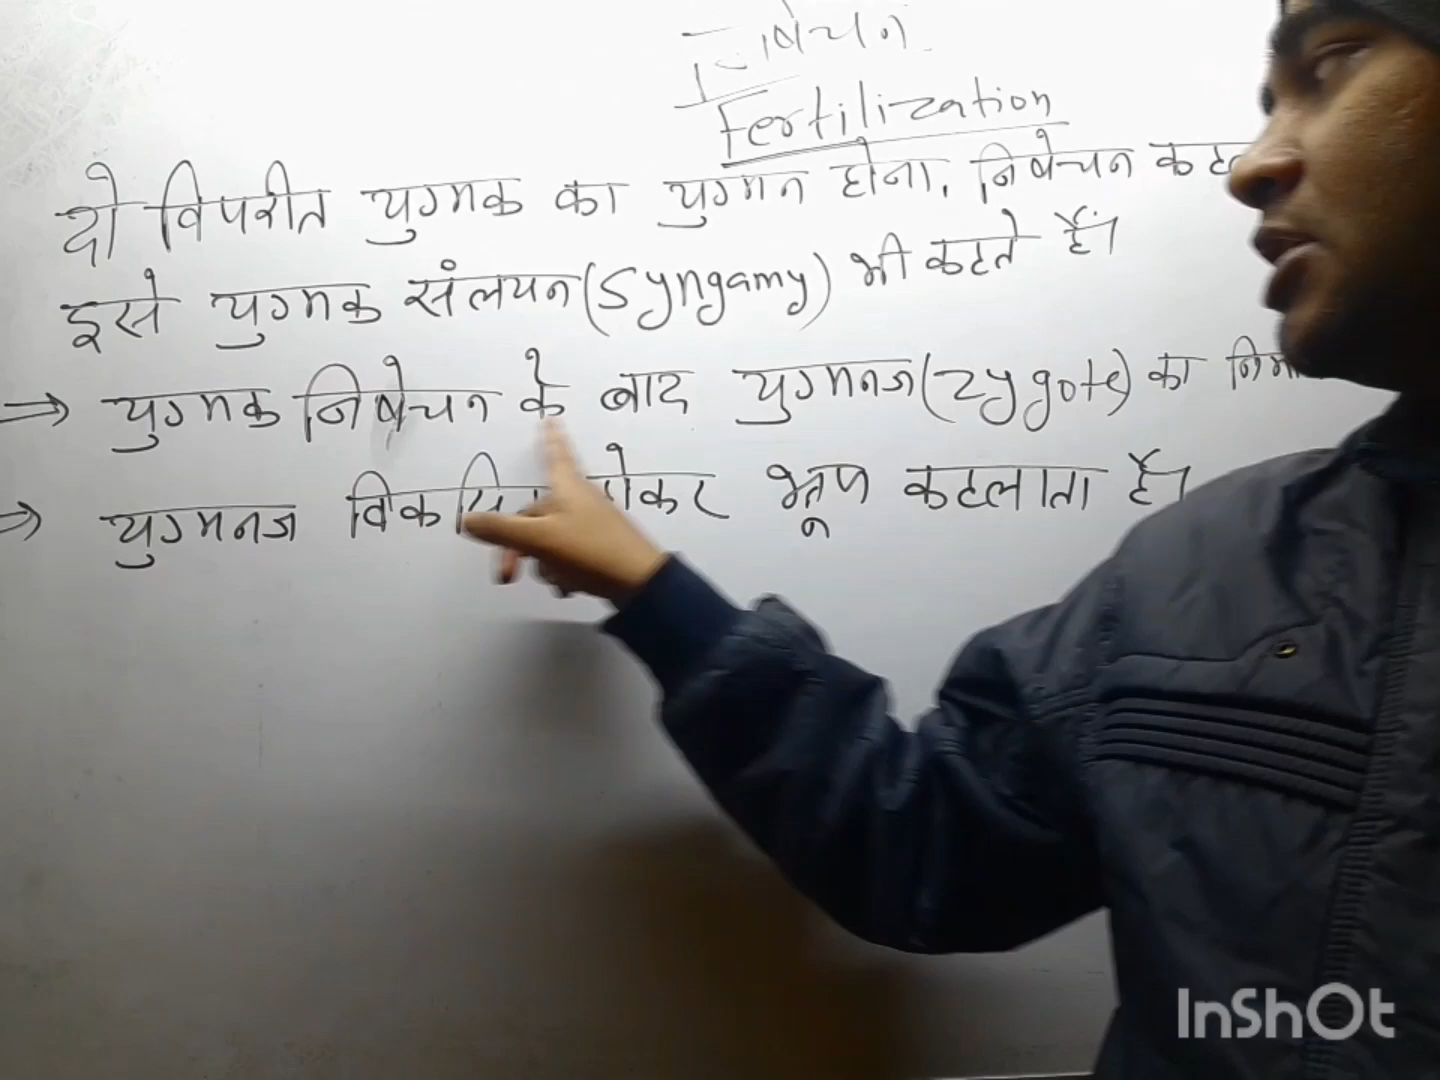 निषेचन
Fertilization
दो विपरीत युग्मक का युग्मन होना, निषेचन
इसे युग्मक संलयन (Syngamy) भी कहते हैं।
⇒ युग्मक निषेचन के बाद युग्मनज (Zygote) का
⇒ युग्मनज होकर भ्रूण कहलाता है।
InShOt